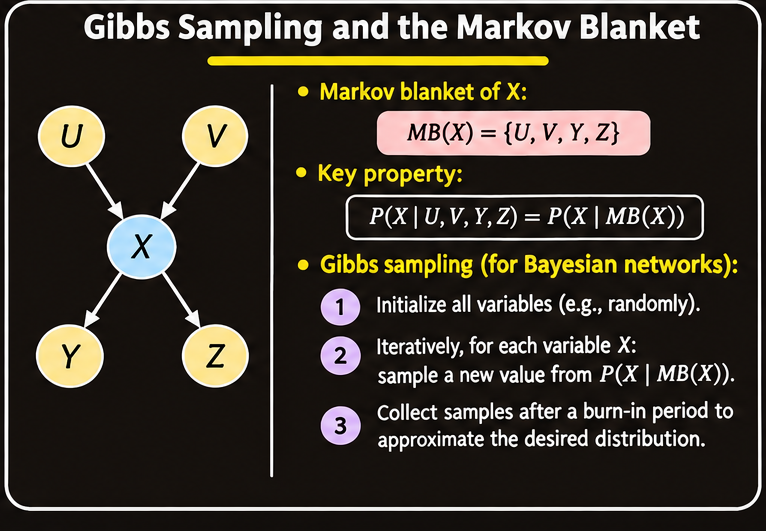 Gibbs Sampling and the Markov Blanket
U
V
X
Y
Z
• Markov blanket of X:
MB(X) = {U, V, Y, Z}
• Key property:
P(X | U, V, Y, Z) = P(X | MB(X))
• Gibbs sampling (for Bayesian networks):
1 Initialize all variables (e.g., randomly).
2 Iteratively, for each variable X:
sample a new value from P(X | MB(X)).
3 Collect samples after a burn-in period to
approximate the desired distribution.